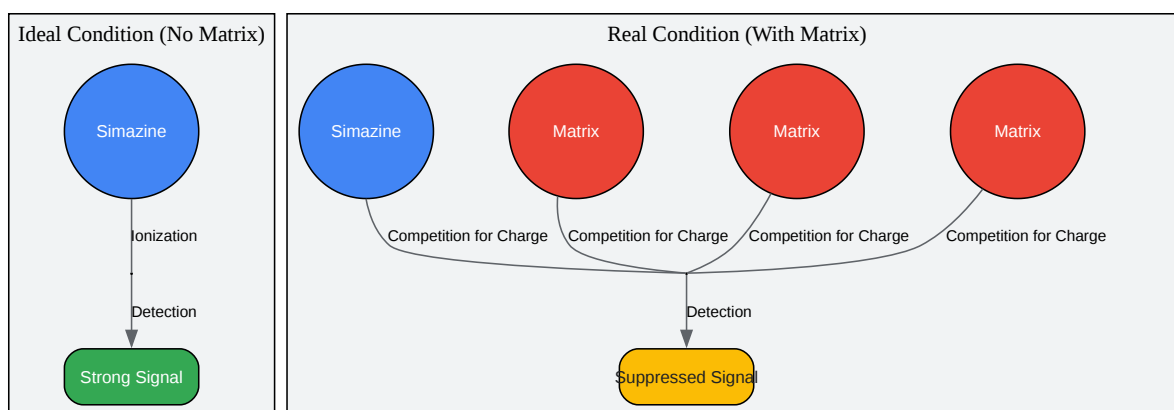 Ideal Condition (No Matrix)
Simazine
Ionization
Detection
Strong Signal
Real Condition (With Matrix)
Simazine
Matrix
Matrix
Matrix
Competition for Charge
Competition for Charge
Competition for Charge
Competition for Charge
Detection
Suppressed Signal